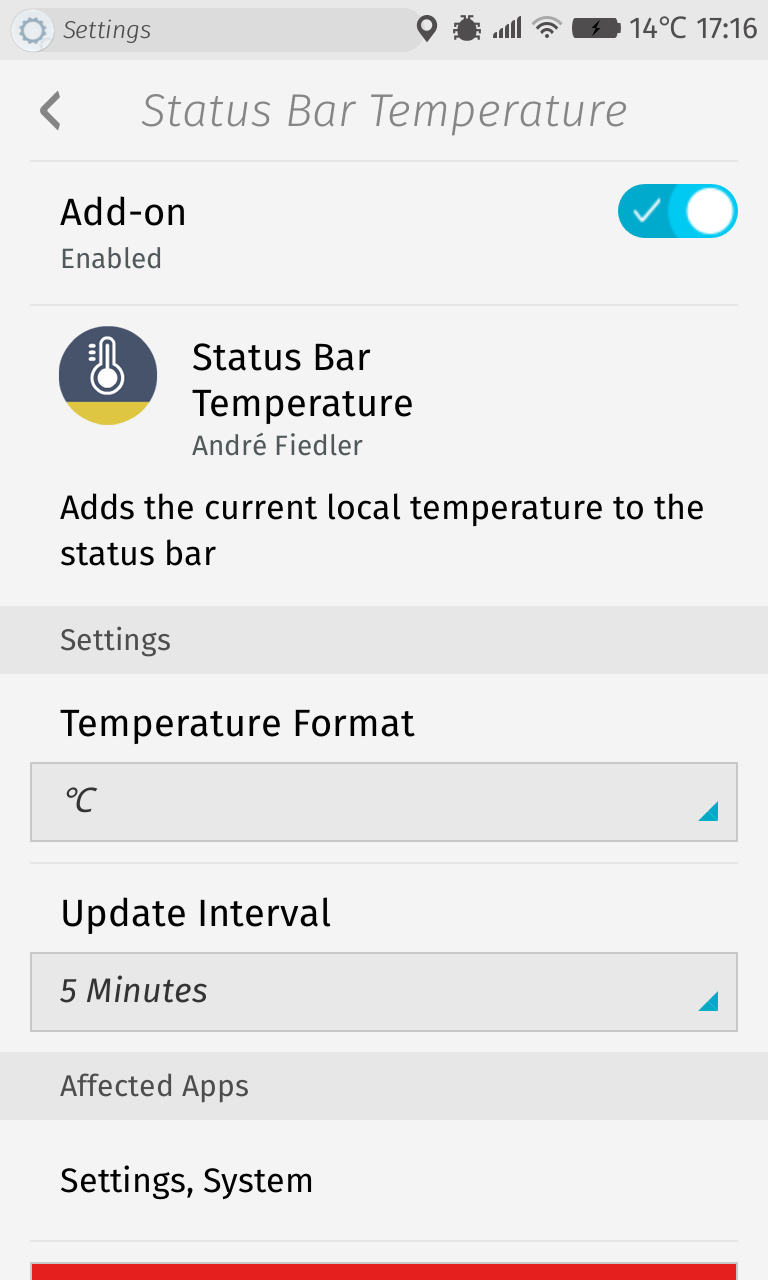 Settings 14°C 17:16
Status Bar Temperature
Add-on
Enabled
Status Bar
Temperature
André Fiedler
Adds the current local temperature to the
status bar
Settings
Temperature Format
°C
Update Interval
5 Minutes
Affected Apps
Settings, System